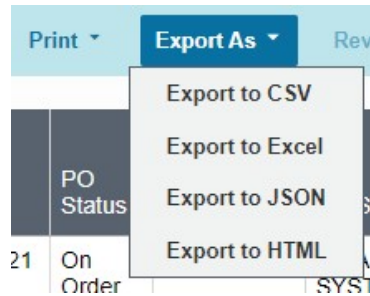 Print
Export As
Rev
Export to CSV
Export to Excel
Export to JSON
Export to HTML
PO
Status
21
On
Order
SYST